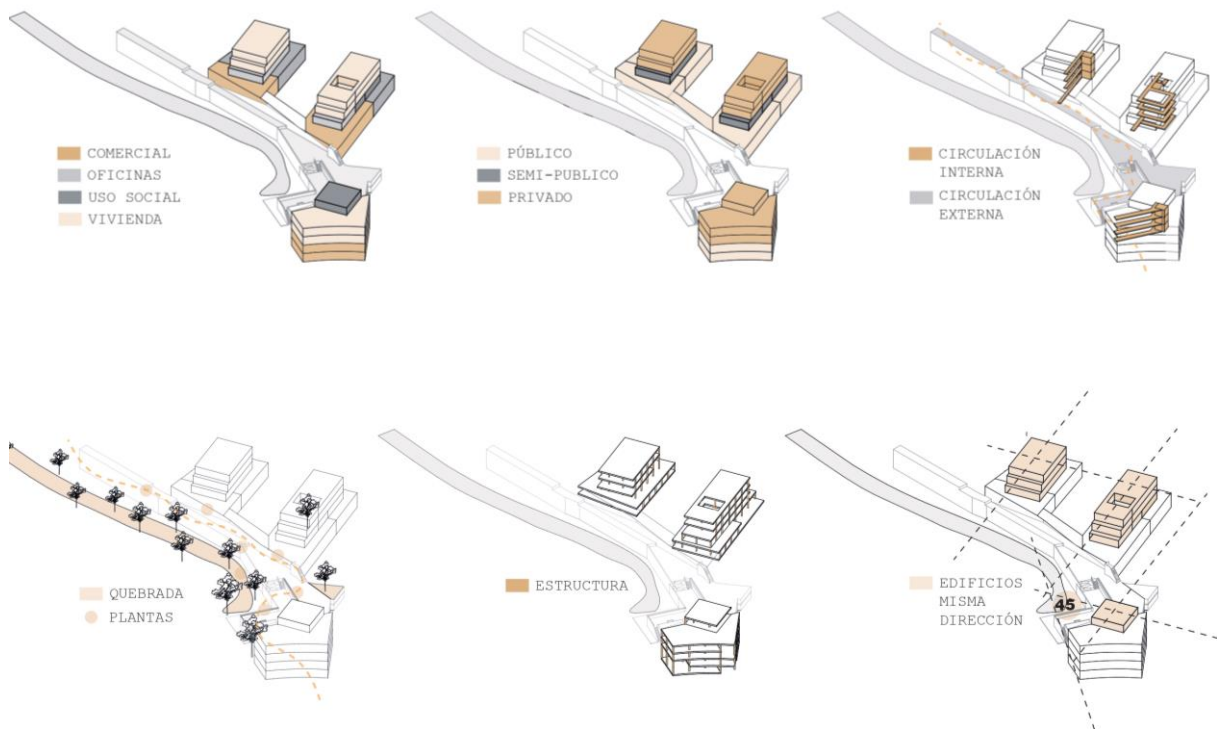 COMERCIAL
OFICINAS
USO SOCIAL
VIVIENDA
PÚBLICO
SEMI-PUBLICO
PRIVADO
CIRCULACIÓN
INTERNA
CIRCULACIÓN
EXTERNA
QUEBRADA
PLANTAS
ESTRUCTURA
EDIFICIOS
MISMA
DIRECCIÓN
45